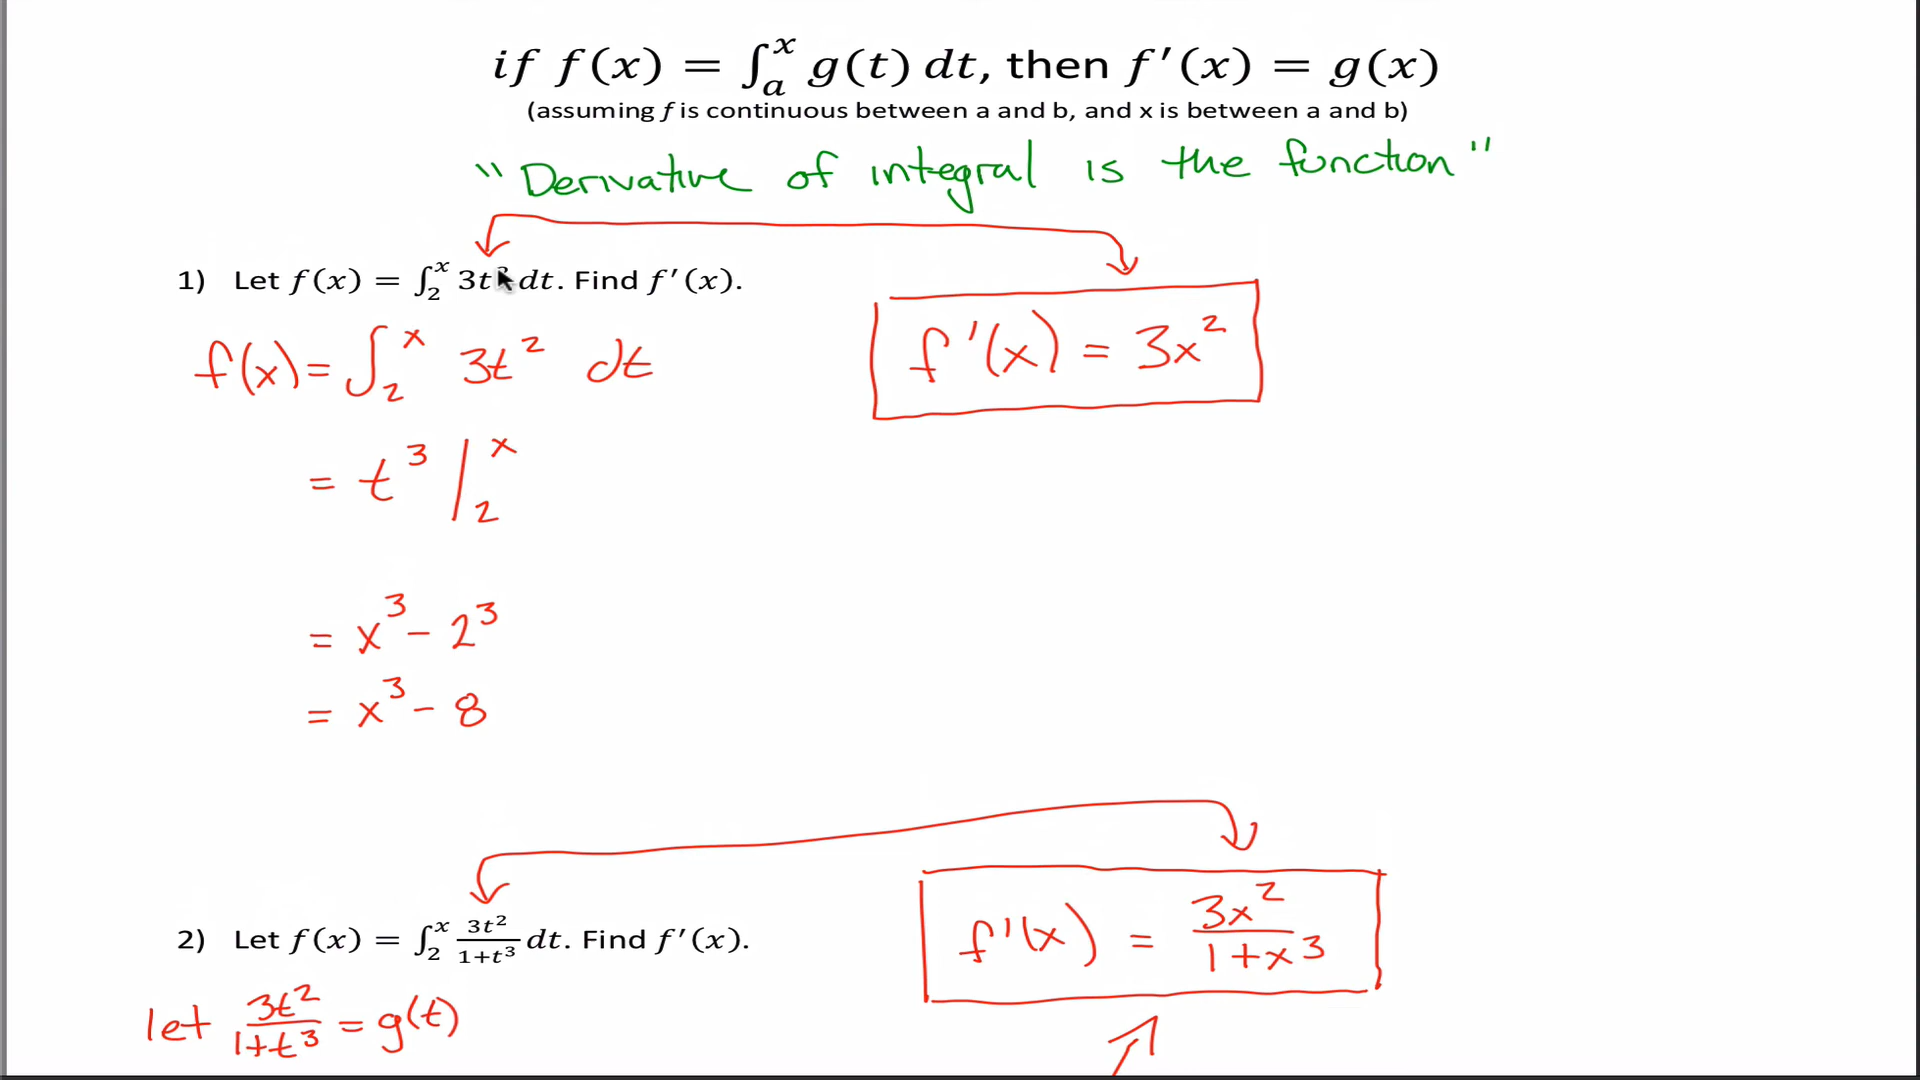 if f(x) = ∫ₐˣ g(t) dt, then f′(x) = g(x)
(assuming f is continuous between a and b, and x is between a and b)
"Derivative of integral is the function"
1) Let f(x) = ∫₂ˣ 3t² dt. Find f′(x).
f(x) = ∫₂ˣ 3t² dt
f'(x) = 3x²
= t³ |₂ˣ
= x³ - 2³
= x³ - 8
2) Let f(x) = ∫₂ˣ 3t²/1+t³ dt. Find f′(x).
f'(x) = 3x²/1+x³
let 3t²/1+t³ = g(t)